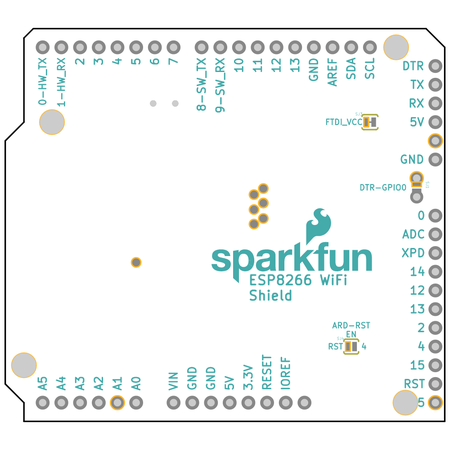 0-HW_TX
1-HW_RX
2
3
4
5
6
7
8-SW_TX
9-SW_RX
10
11
12
13
GND
AREF
SDA
SCL
DTR
TX
RX
5V
GND
FTDI_VCC
DTR-GPIO0
0
ADC
XPD
14
12
13
2
4
15
RST
5
sparkfun
ESP8266 WiFi
Shield
ARD-RST
EN
RST 4
A5
A4
A3
A2
A1
A0
VIN
GND
GND
5V
3.3V
RESET
IOREF